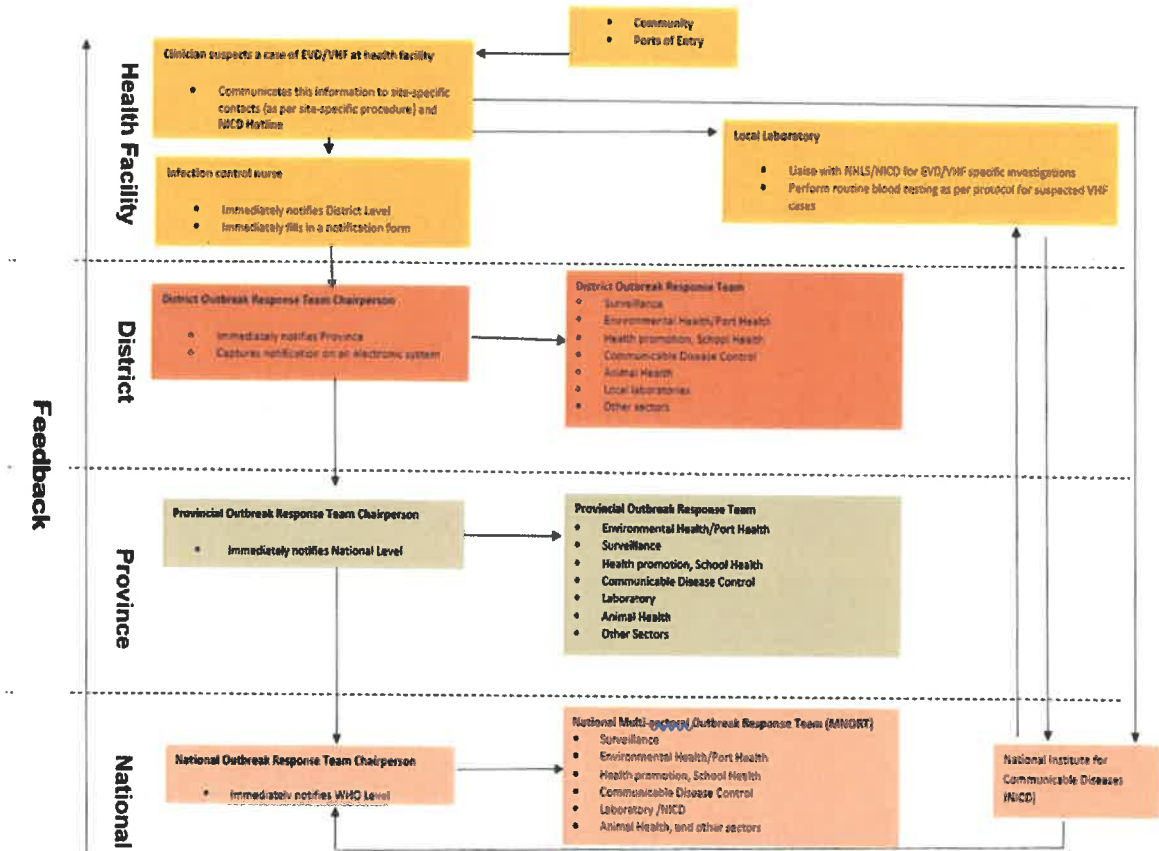 Community
Ports of Entry
Clinician suspects a case of EVD/VHF at health facility
Communicates this information to site-specific
contacts (as per site-specific procedure) and
NICD Hotline
Infection control nurse
Immediately notifies District Level
Immediately fills in a notification form
Local Laboratory
Liaise with NHLS/NICD for EVD/VHF specific investigations
Perform routine blood testing as per protocol for suspected VHF
cases
Health Facility
District Outbreak Response Team Chairperson
Immediately notifies Province
Captures notification on an electronic system
District Outbreak Response Team
Surveillance
Environmental Health/Port Health
Health promotion, School Health
Communicable Disease Control
Animal Health
Local laboratories
Other sectors
District
Feedback
Provincial Outbreak Response Team Chairperson
Immediately notifies National Level
Provincial Outbreak Response Team
Environmental Health/Port Health
Surveillance
Health promotion, School Health
Communicable Disease Control
Laboratory
Animal Health
Other Sectors
Province
National Outbreak Response Team Chairperson
Immediately notifies WHO Level
National Multi-sectoral Outbreak Response Team (MNORT)
Surveillance
Environmental Health/Port Health
Health promotion, School Health
Communicable Disease Control
Laboratory /NICD
Animal Health, and other sectors
National Institute for
Communicable Diseases
(NICD)
National